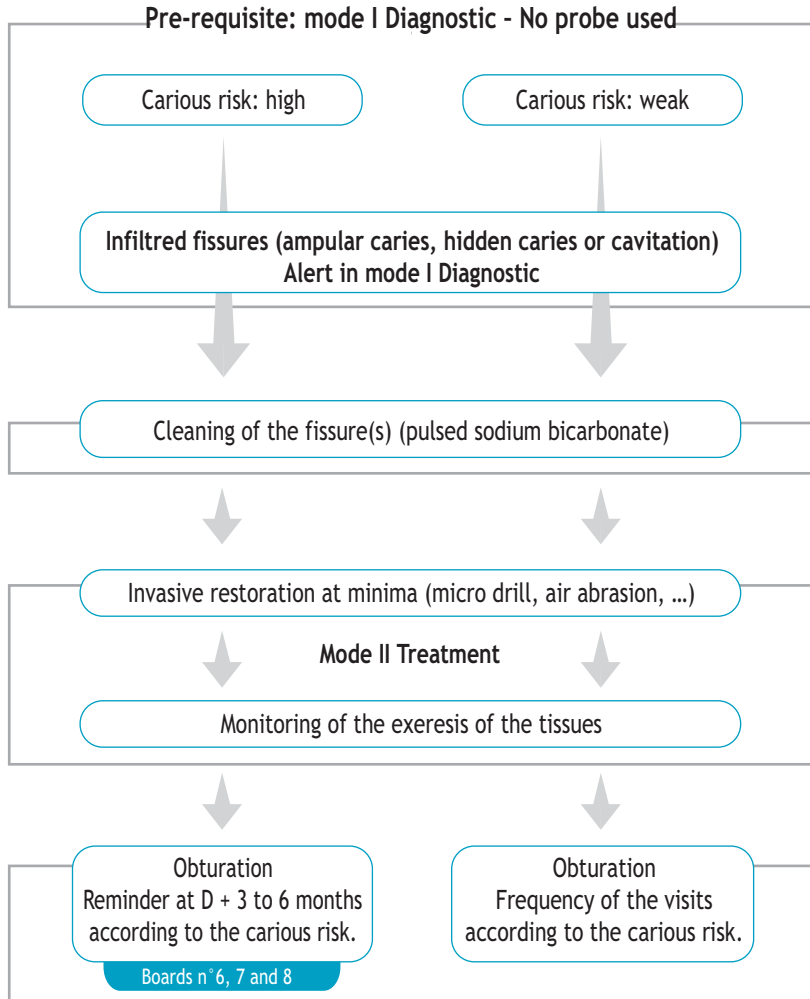 Pre-requisite: mode I Diagnostic - No probe used
Carious risk: high
Carious risk: weak
Infiltred fissures (ampular caries, hidden caries or cavitation)
Alert in mode I Diagnostic
Cleaning of the fissure(s) (pulsed sodium bicarbonate)
Invasive restoration at minima (micro drill, air abrasion, ...)
Mode II Treatment
Monitoring of the exeresis of the tissues
Obturation
Reminder at D + 3 to 6 months
according to the carious risk.
Boards n°6, 7 and 8
Obturation
Frequency of the visits
according to the carious risk.